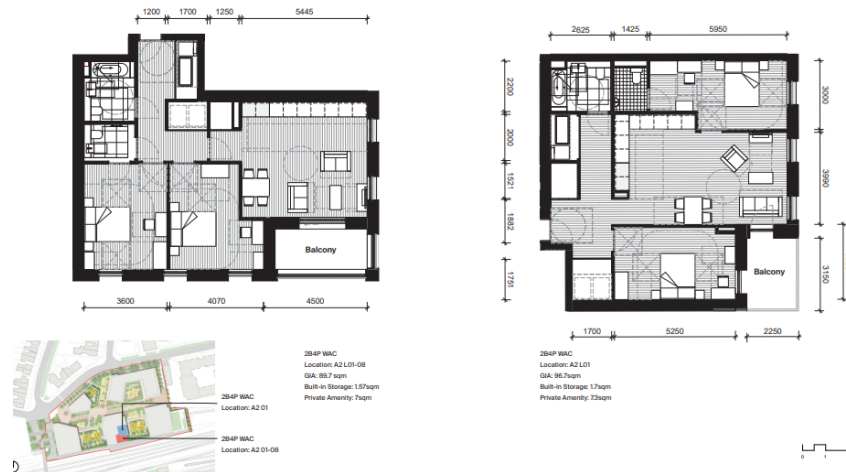 1200 1700 1250 5445
Balcony
3600 4070 4500
2625 1425 5950
2200
2000
1521
1882
1751
3000
3990
3150
Balcony
1700 5250 2250
2B4P WAC
Location: A2 L01-08
GIA: 89.7 sqm
Built-in Storage: 1.57sqm
Private Amenity: 7sqm
2B4P WAC
Location: A2 L01
GIA: 96.7sqm
Built-in Storage: 1.7sqm
Private Amenity: 7.3sqm
2B4P WAC
Location: A2 01
2B4P WAC
Location: A2 01-08
0 1